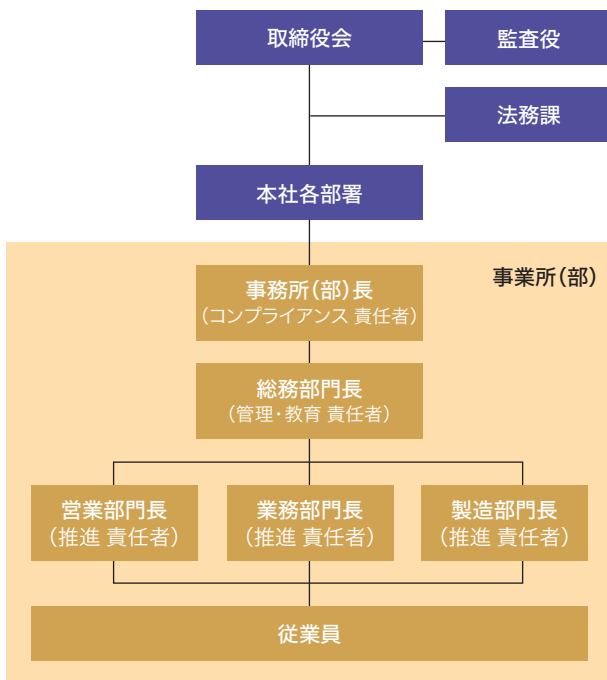 取締役会
監査役
法務課
本社各部署
事業所(部)
事務所(部)長
(コンプライアンス 責任者)
総務部門長
(管理・教育 責任者)
営業部門長
(推進 責任者)
業務部門長
(推進 責任者)
製造部門長
(推進 責任者)
従業員